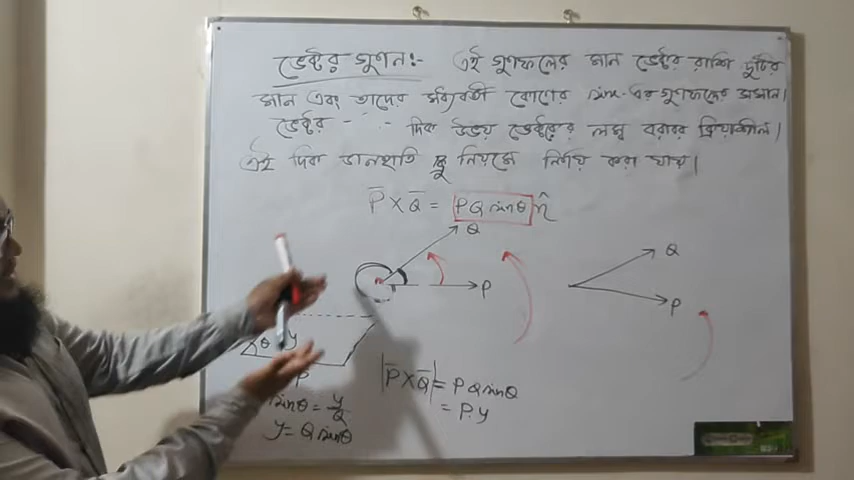 ভেক্টর গুণন:- এই গুণফলের মান ভেক্টর রাশি দুটির
মান এবং তাদের মধ্যবর্তী কোণের sin-এর গুণফলের সমান।
ভেক্টর - - - দিক উভয় ভেক্টরের লম্ব বরাবর ক্রিয়াশীল।
এই দিক ডানহাতি স্ক্রু নিয়মে নির্ণয় করা যায়।
P̅ X Q̅ = PQ sinθ n̂
Q
P
Q
P
θ y
P
sinθ = y/Q
y = Q sinθ
|P̅ X Q̅| = PQ sinθ
= P.y